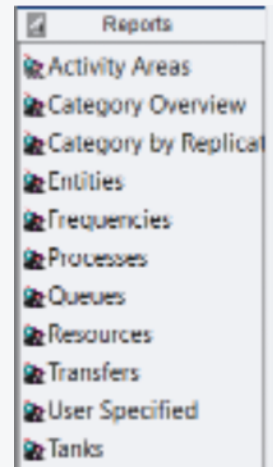 Reports
Activity Areas
Category Overview
Category by Replicat
Entities
Frequencies
Processes
Queues
Resources
Transfers
User Specified
Tanks